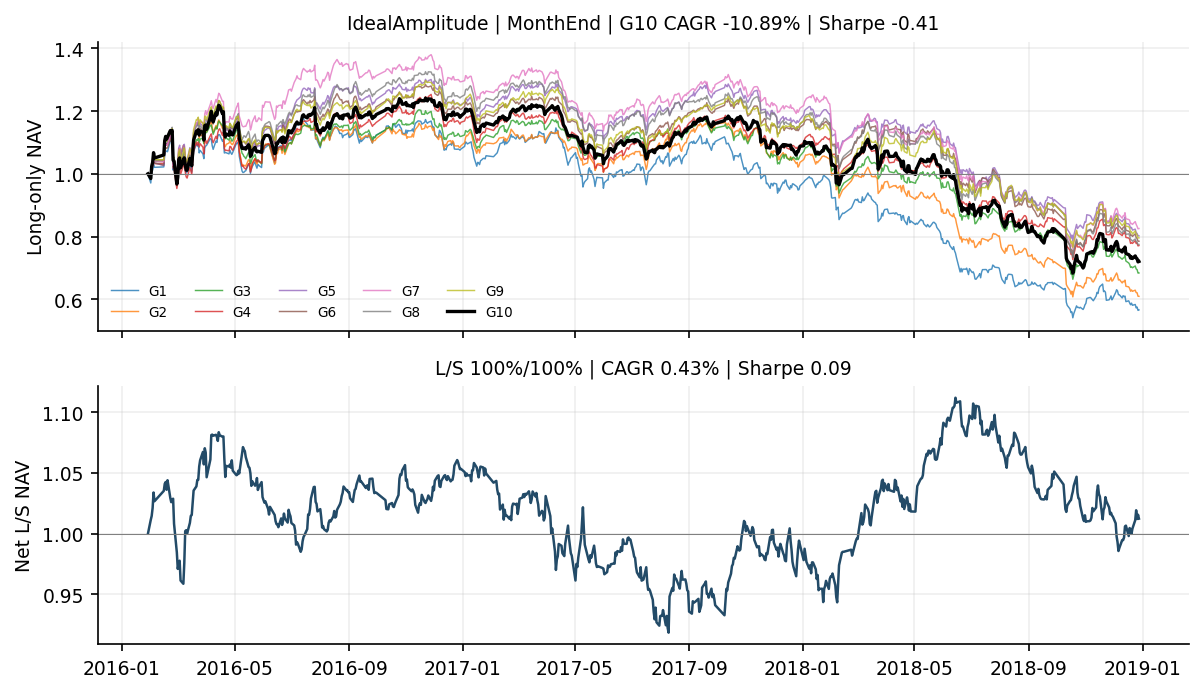 IdealAmplitude | MonthEnd | G10 CAGR -10.89% | Sharpe -0.41
Long-only NAV
1.4
1.2
1.0
0.8
0.6
G1 G3 G5 G7 G9
G2 G4 G6 G8 G10
L/S 100%/100% | CAGR 0.43% | Sharpe 0.09
Net L/S NAV
1.10
1.05
1.00
0.95
2016-01 2016-05 2016-09 2017-01 2017-05 2017-09 2018-01 2018-05 2018-09 2019-01